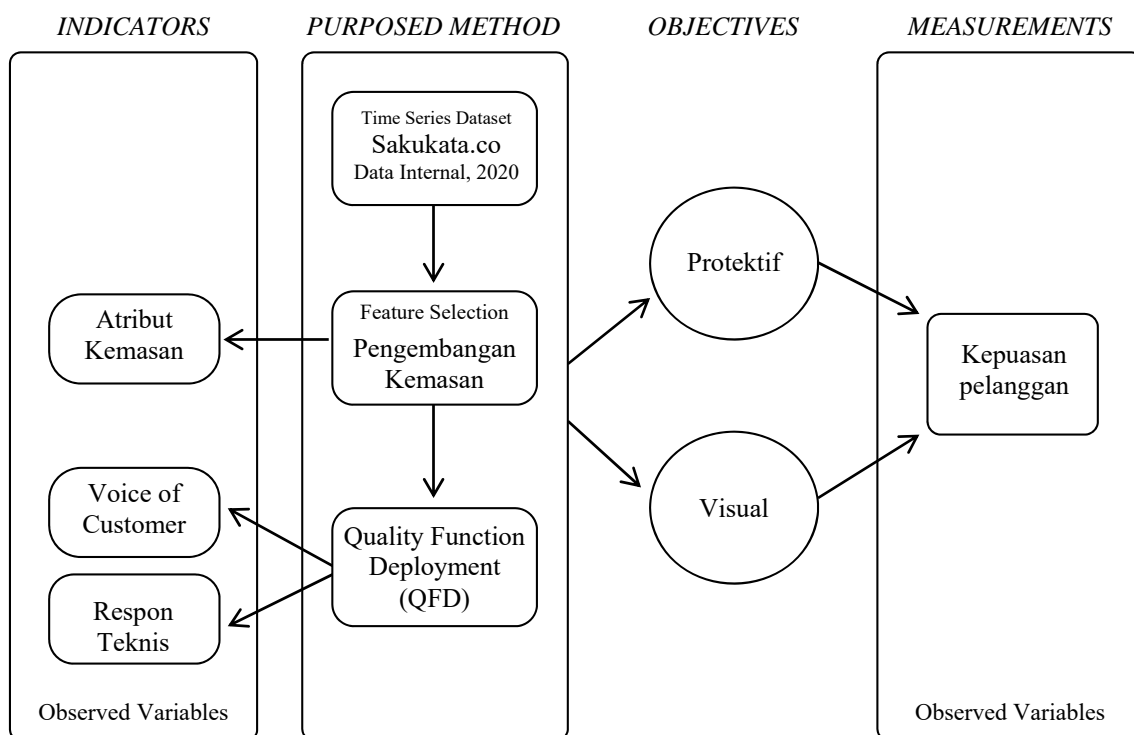 INDICATORS
PURPOSED METHOD
OBJECTIVES
MEASUREMENTS
Time Series Dataset
Sakukata.co
Data Internal, 2020
Protektif
Atribut
Kemasan
Feature Selection
Pengembangan
Kemasan
Kepuasan
pelanggan
Voice of
Customer
Quality Function
Deployment
(QFD)
Visual
Respon
Teknis
Observed Variables
Observed Variables